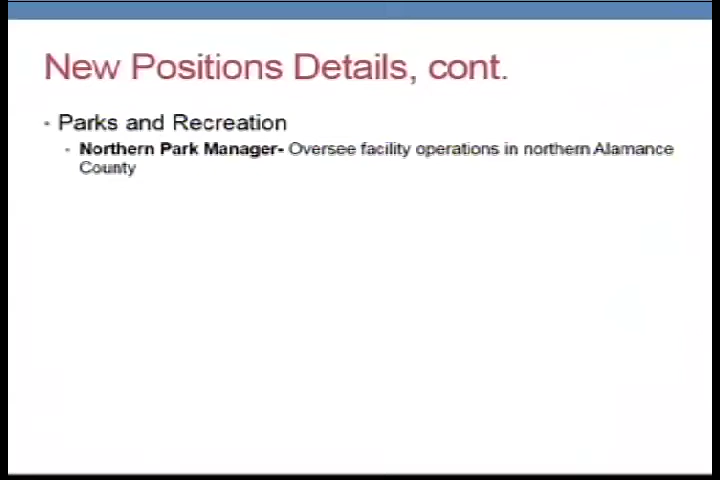 New Positions Details, cont.
• Parks and Recreation
• Northern Park Manager- Oversee facility operations in northern Alamance
County